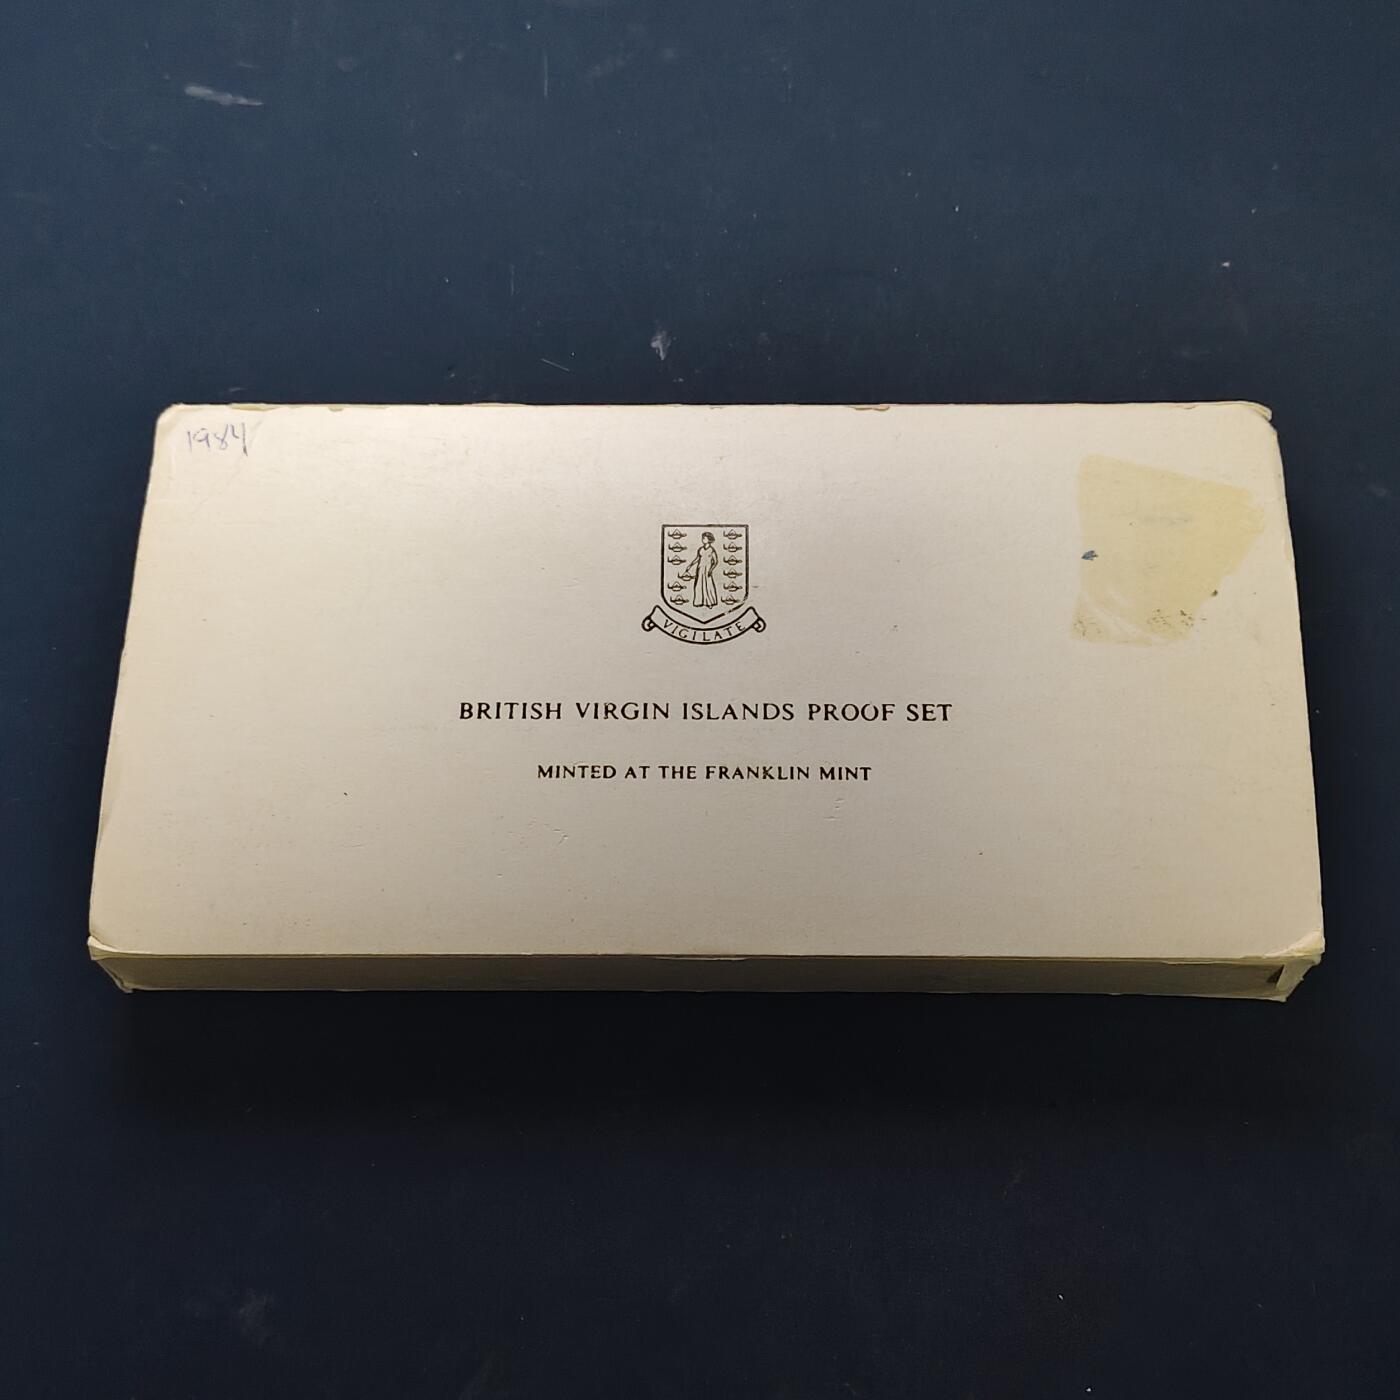 1984
VIGILATE
BRITISH VIRGIN ISLANDS PROOF SET
MINTED AT THE FRANKLIN MINT